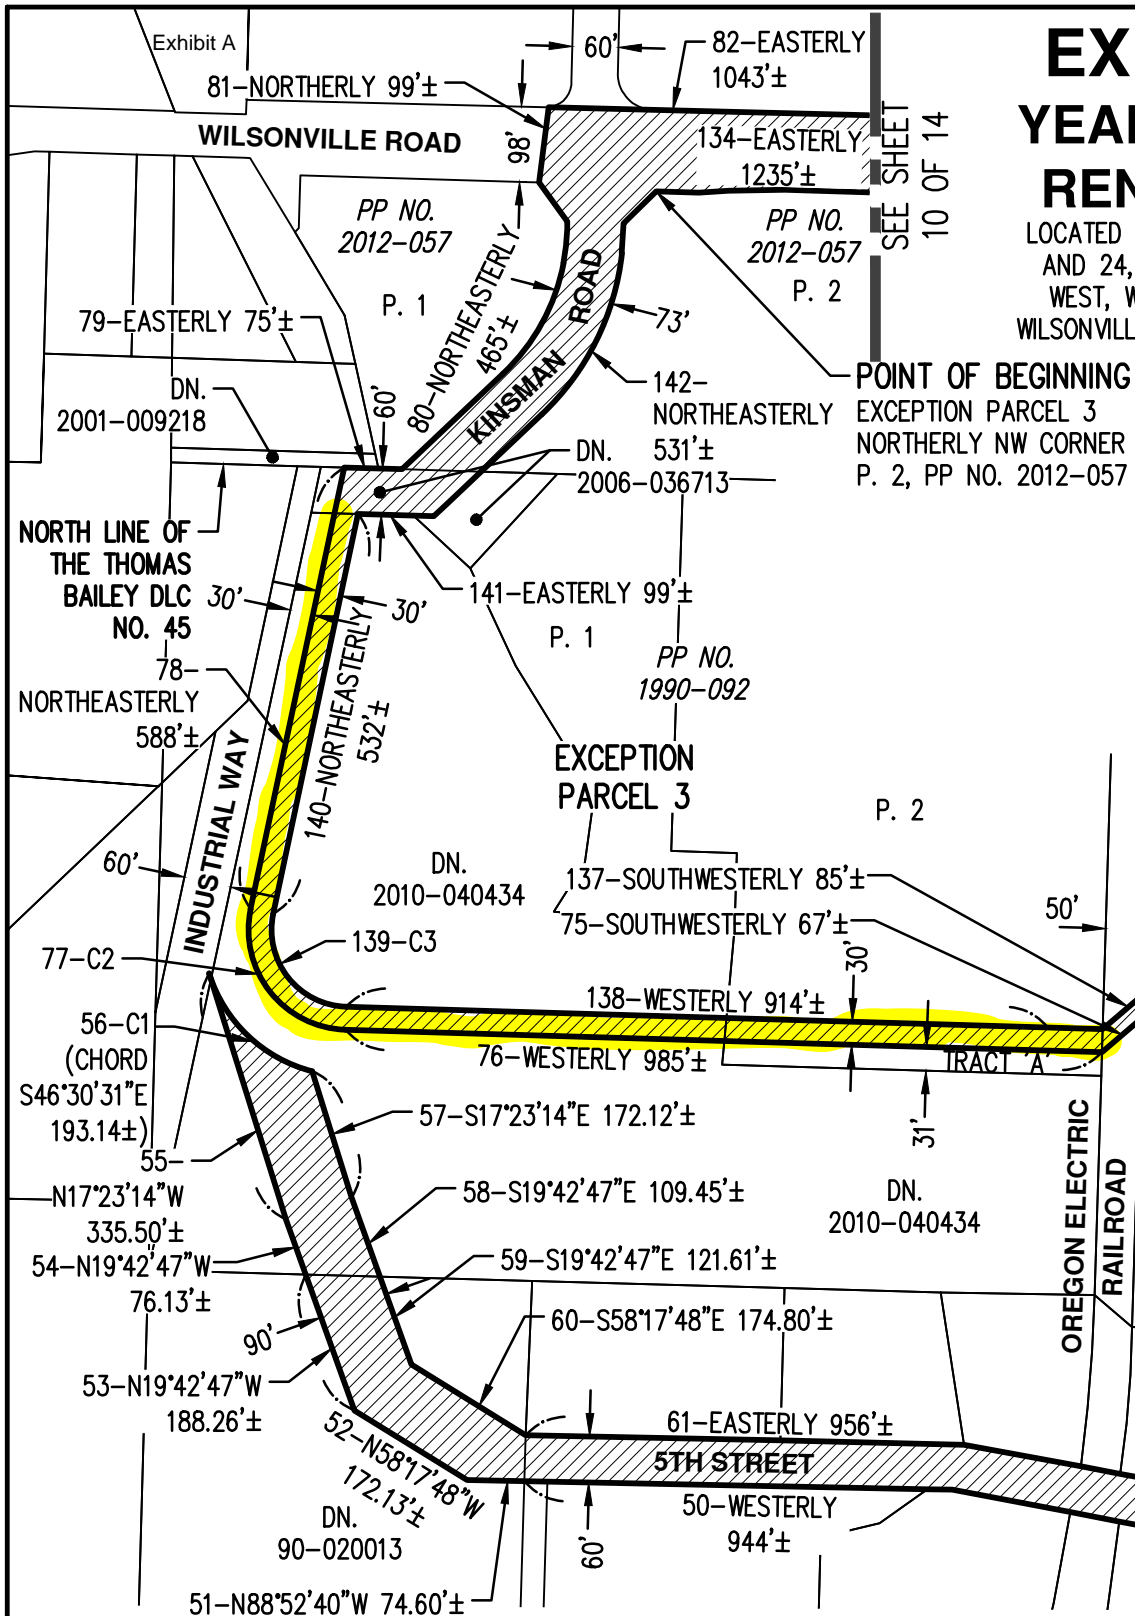 Exhibit A
60'
82-EASTERLY
1043'±
EX
81-NORTHERLY 99'±
WILSONVILLE ROAD
98'
134-EASTERLY
1235'±
SEE SHEET
10 OF 14
YEA
REN
LOCATED
AND 24,
WEST, W
WILSONVILL
PP NO.
2012-057
P. 1
PP NO.
2012-057
P. 2
79-EASTERLY 75'±
80-NORTHEASTERLY
465'±
KINSMAN
ROAD
73'
60'
DN.
2001-009218
142-
NORTHEASTERLY
531'±
POINT OF BEGINNING
EXCEPTION PARCEL 3
NORTHERLY NW CORNER
P. 2, PP NO. 2012-057
DN.
2006-036713
NORTH LINE OF
THE THOMAS
BAILEY DLC
NO. 45
30'
30'
141-EASTERLY 99'±
P. 1
PP NO.
1990-092
78-
NORTHEASTERLY
588'±
140-NORTHEASTERLY
532'±
INDUSTRIAL WAY
EXCEPTION
PARCEL 3
P. 2
60'
DN.
2010-040434
137-SOUTHWESTERLY 85'±
75-SOUTHWESTERLY 67'±
50'
139-C3
77-C2
30'
138-WESTERLY 914'±
56-C1
(CHORD
S46°30'31"E
193.14±)
76-WESTERLY 985'±
TRACT 'A'
31'
57-S17°23'14"E 172.12'±
55-
N17°23'14"W
335.50'±
58-S19°42'47"E 109.45'±
DN.
2010-040434
OREGON ELECTRIC
RAILROAD
54-N19°42'47"W
76.13'±
59-S19°42'47"E 121.61'±
60-S58°17'48"E 174.80'±
90'
53-N19°42'47"W
188.26'±
52-N58°17'48"W
172.13'±
61-EASTERLY 956'±
5TH STREET
50-WESTERLY
944'±
60'
DN.
90-020013
51-N88°52'40"W 74.60'±